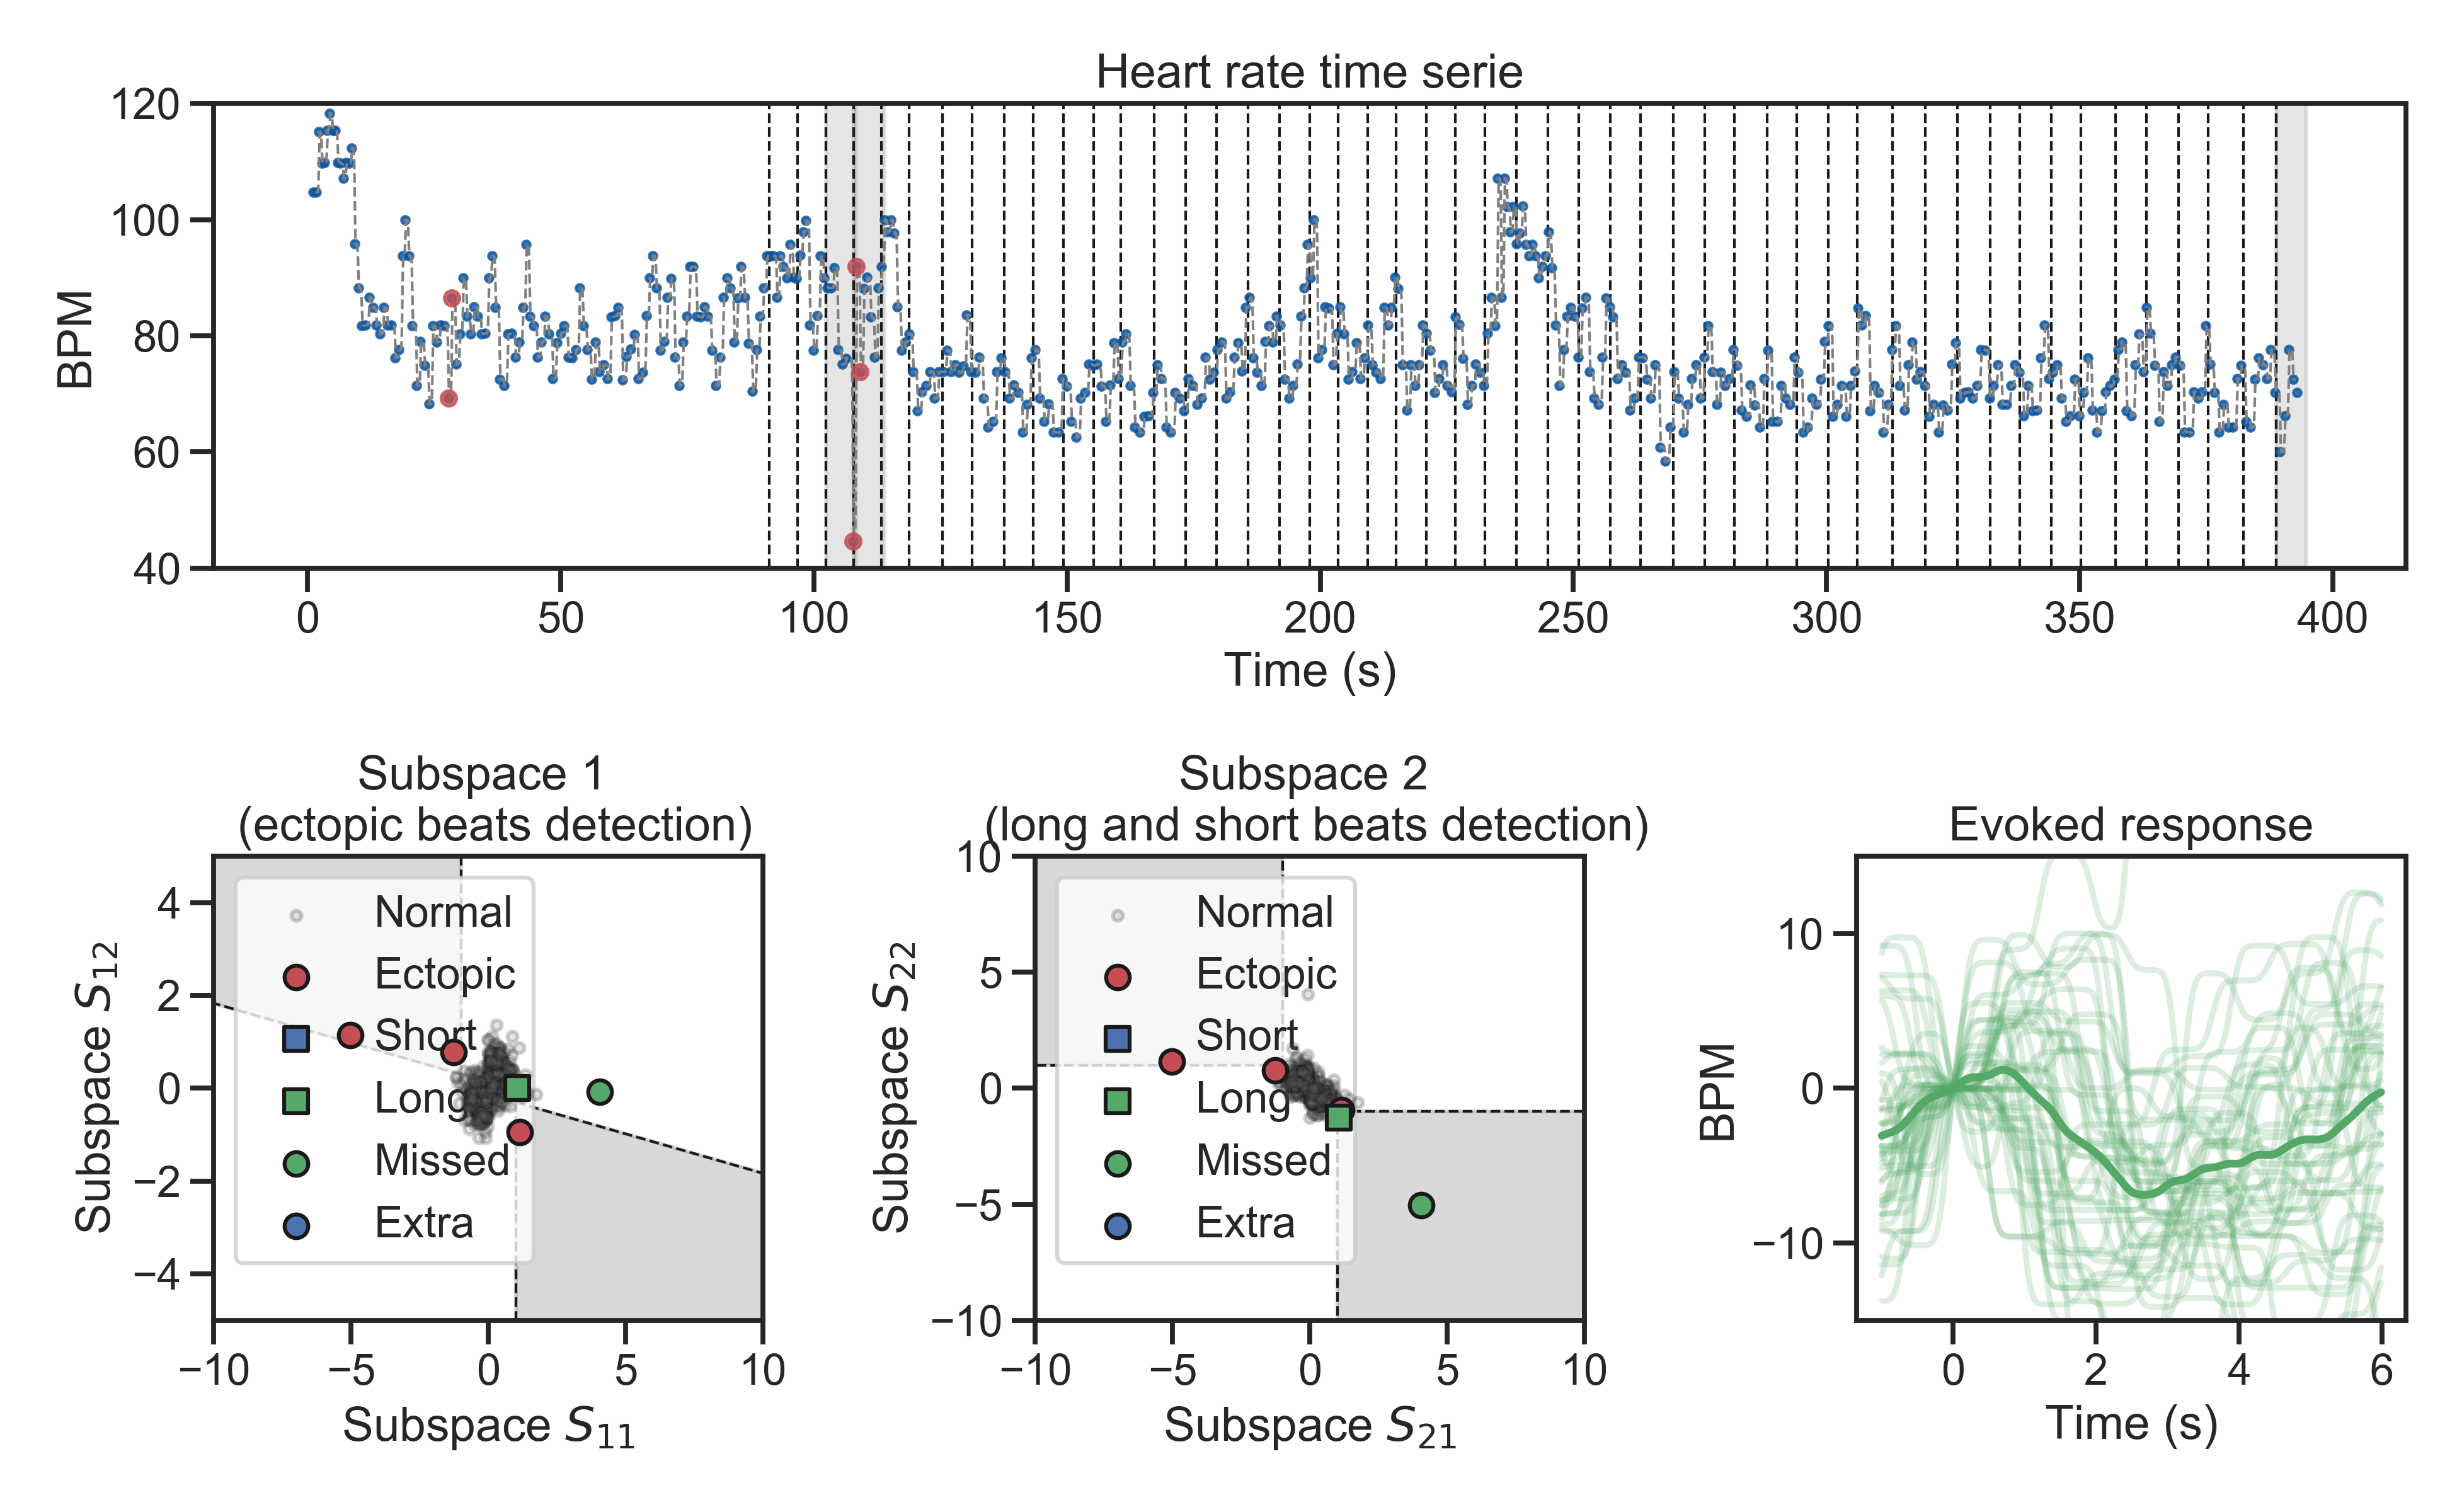 Heart rate time serie
120
100
80
60
40
BPM
0 50 100 150 200 250 300 350 400
Time (s)
Subspace 1
(ectopic beats detection)
4
2
0
−2
−4
Subspace S12
Normal
Ectopic
Short
Long
Missed
Extra
−10 −5 0 5 10
Subspace S11
Subspace 2
(long and short beats detection)
10
5
0
−5
−10
Subspace S22
Normal
Ectopic
Short
Long
Missed
Extra
−10 −5 0 5 10
Subspace S21
Evoked response
10
0
−10
BPM
0 2 4 6
Time (s)